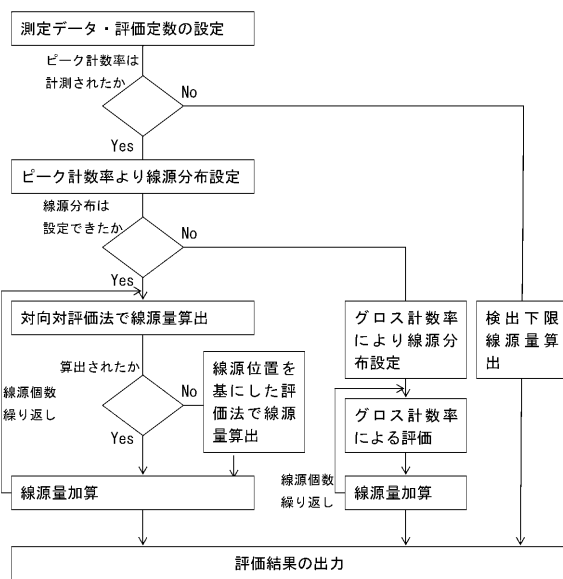 測定データ・評価定数の設定
ピーク計数率は
計測されたか
No
Yes
ピーク計数率より線源分布設定
線源分布は
設定できたか
No
Yes
対向対評価法で線源量算出
グロス計数率
により線源分
布設定
検出下限
線源量算
出
算出されたか
線源個数
繰り返し
No
Yes
線源位置を
基にした評
価法で線源
量算出
グロス計数率
による評価
線源量加算
線源個数
繰り返し
線源量加算
評価結果の出力